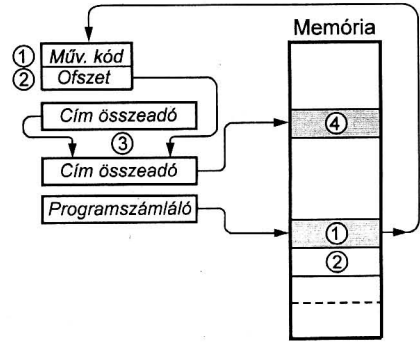 Memória
① Műv. kód
② Ofszet
Cím összeadó
③
Cím összeadó
④
Programszámláló
①
②